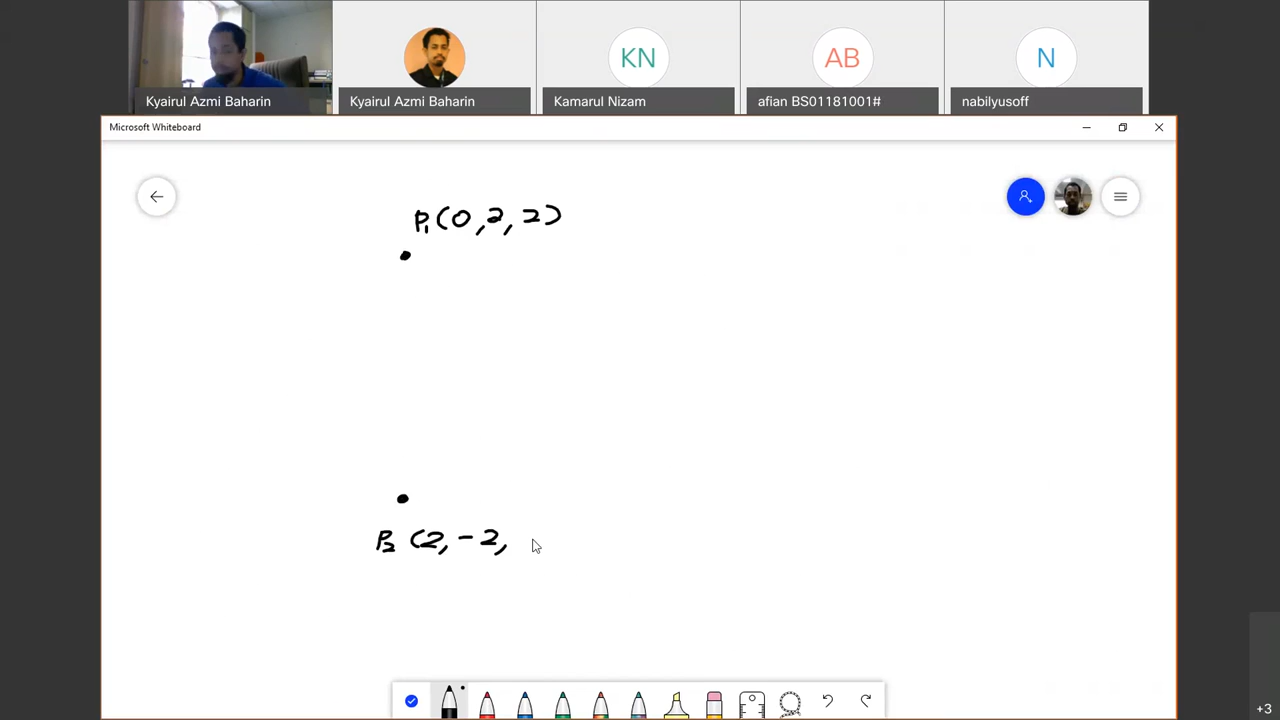 Kyairul Azmi Baharin
Kyairul Azmi Baharin
KN
Kamarul Nizam
AB
afian BS01181001#
N
nabilyusoff
Microsoft Whiteboard
P₁(0,2,2)
P₂ (2,-2,
+3